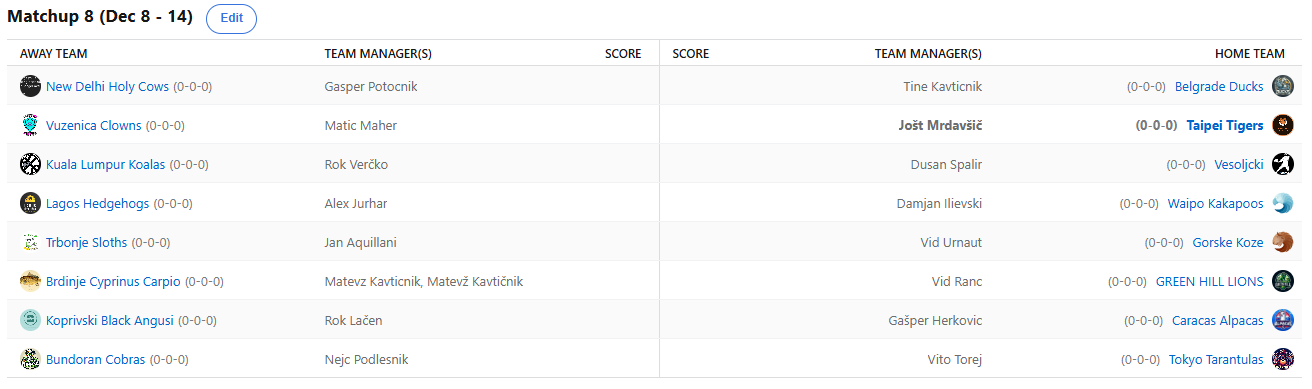 Matchup 8 (Dec 8 - 14) Edit
AWAY TEAM TEAM MANAGER(S) SCORE SCORE TEAM MANAGER(S) HOME TEAM
New Delhi Holy Cows (0-0-0) Gasper Potocnik Tine Kavticnik (0-0-0) Belgrade Ducks
Vuzenica Clowns (0-0-0) Matic Maher Jošt Mrdavšič (0-0-0) Taipei Tigers
Kuala Lumpur Koalas (0-0-0) Rok Verčko Dusan Spalir (0-0-0) Vesoljcki
Lagos Hedgehogs (0-0-0) Alex Jurhar Damjan Ilievski (0-0-0) Waipo Kakapoos
Trbonje Sloths (0-0-0) Jan Aquillani Vid Urnaut (0-0-0) Gorske Koze
Brdinje Cyprinus Carpio (0-0-0) Matevz Kavticnik, Matevž Kavtičnik Vid Ranc (0-0-0) GREEN HILL LIONS
Koprivski Black Angusi (0-0-0) Rok Lačen Gašper Herkovic (0-0-0) Caracas Alpacas
Bundoran Cobras (0-0-0) Nejc Podlesnik Vito Torej (0-0-0) Tokyo Tarantulas